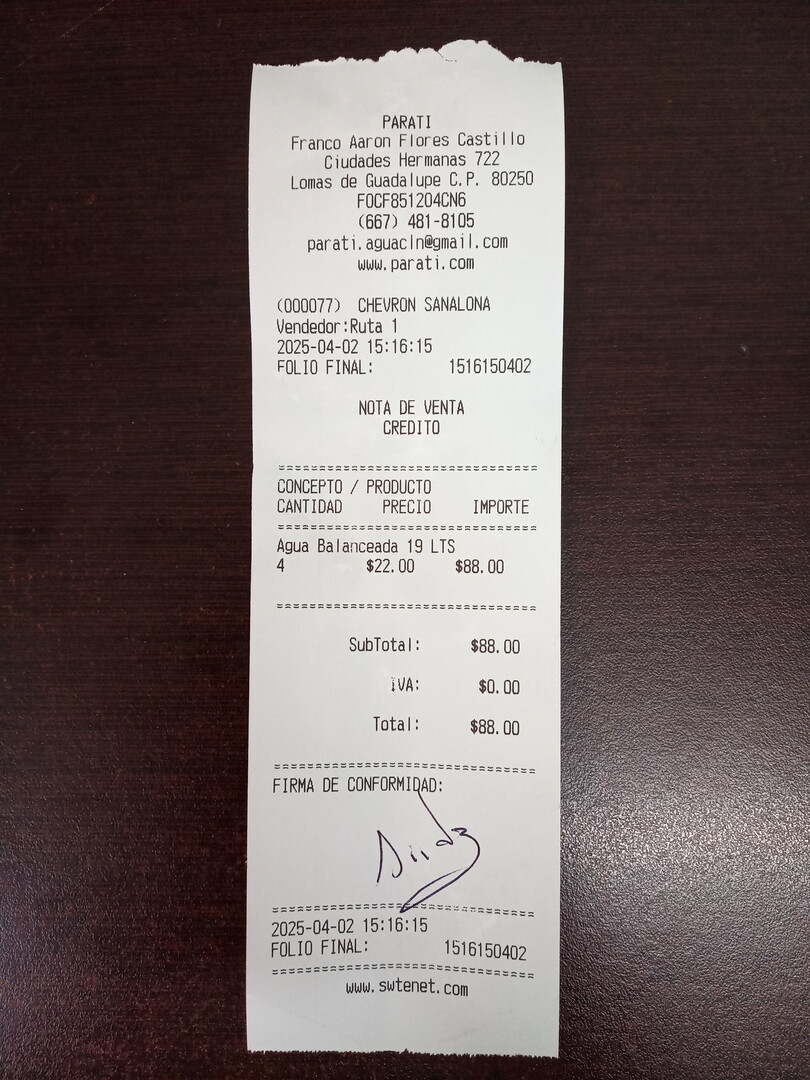 PARATI
Franco Aaron Flores Castillo
Ciudades Hermanas 722
Lomas de Guadalupe C.P. 80250
FOCF851204CN6
(667) 481-8105
parati.aguacln@gmail.com
www.parati.com
(000077) CHEVRON SANALONA
Vendedor:Ruta 1
2025-04-02 15:16:15
FOLIO FINAL: 1516150402
NOTA DE VENTA
CREDITO
CONCEPTO / PRODUCTO
CANTIDAD PRECIO IMPORTE
Agua Balanceada 19 LTS
4 $22.00 $88.00
SubTotal: $88.00
IVA: $0.00
Total: $88.00
FIRMA DE CONFORMIDAD:
2025-04-02 15:16:15
FOLIO FINAL: 1516150402
www.swtenet.com